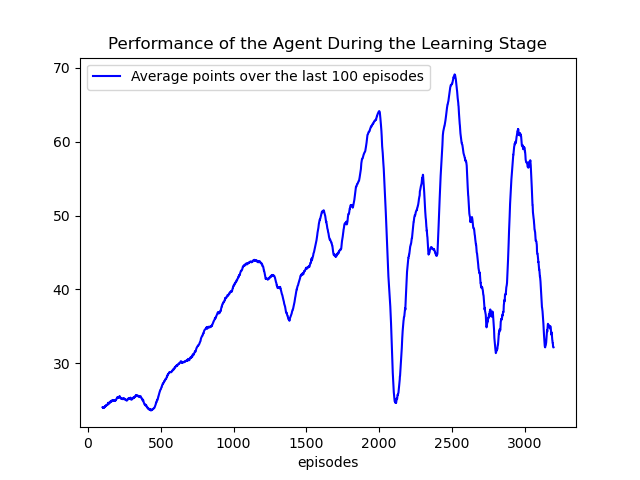 Performance of the Agent During the Learning Stage
Average points over the last 100 episodes
70
60
50
40
30
0 500 1000 1500 2000 2500 3000
episodes